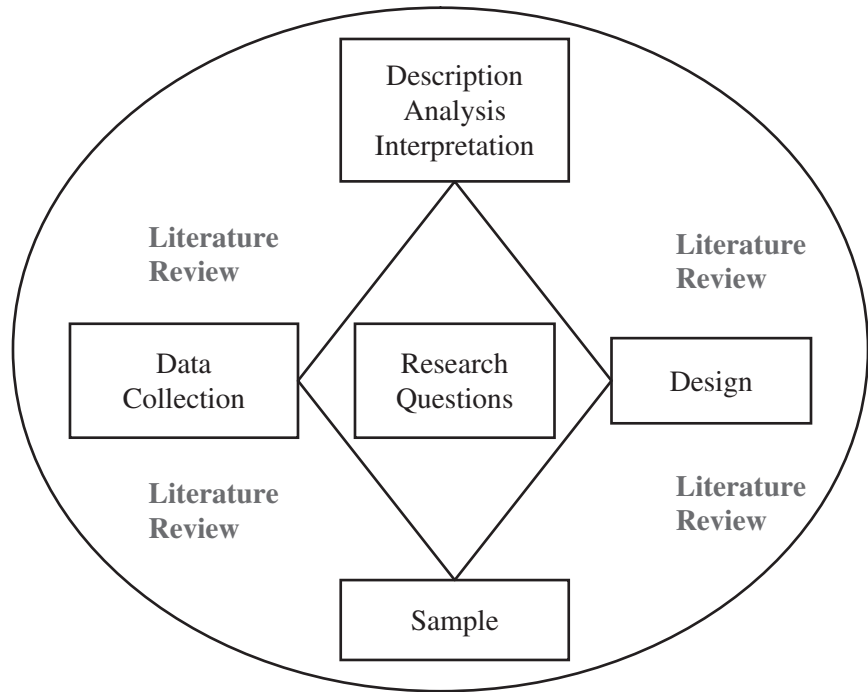 Description
Analysis
Interpretation
Literature
Review
Literature
Review
Data
Collection
Research
Questions
Design
Literature
Review
Literature
Review
Sample